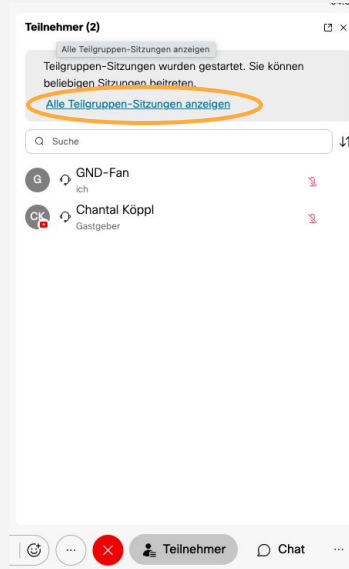 Teilnehmer (2)
Alle Teilgruppen-Sitzungen anzeigen
Teilgruppen-Sitzungen wurden gestartet. Sie können
beliebigen Sitzungen beitreten.
Alle Teilgruppen-Sitzungen anzeigen
Suche
G
GND-Fan
ich
CK
Chantal Köppl
Gastgeber
Teilnehmer
Chat